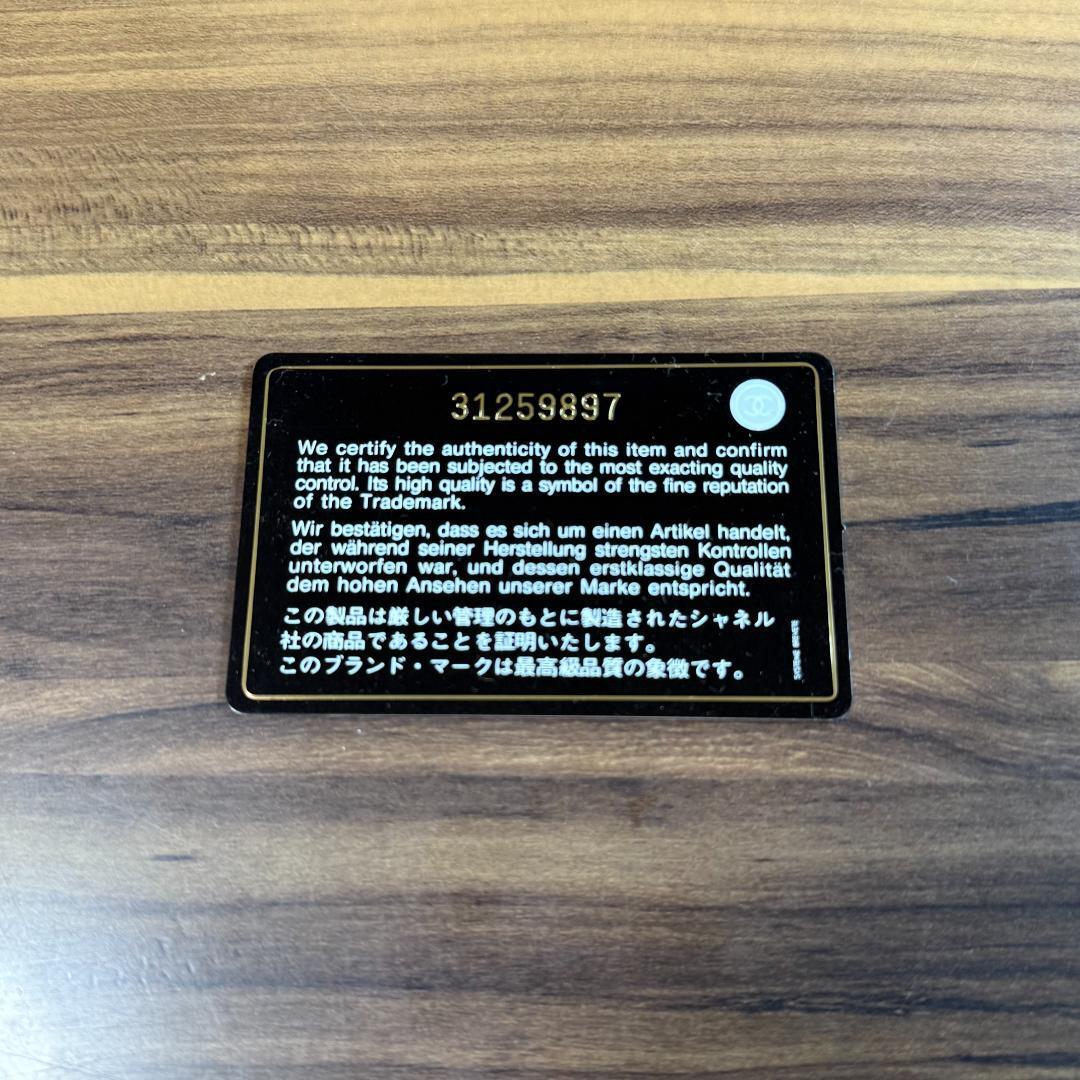 31259897
We certify the authenticity of this item and confirm
that it has been subjected to the most exacting quality
control. Its high quality is a symbol of the fine reputation
of the Trademark.
Wir bestätigen, dass es sich um einen Artikel handelt,
der während seiner Herstellung strengsten Kontrollen
unterworfen war, und dessen erstklassige Qualität
dem hohen Ansehen unserer Marke entspricht.
この製品は厳しい管理のもとに製造されたシャネル
社の商品であることを証明いたします。
このブランド・マークは最高級品質の象徴です。